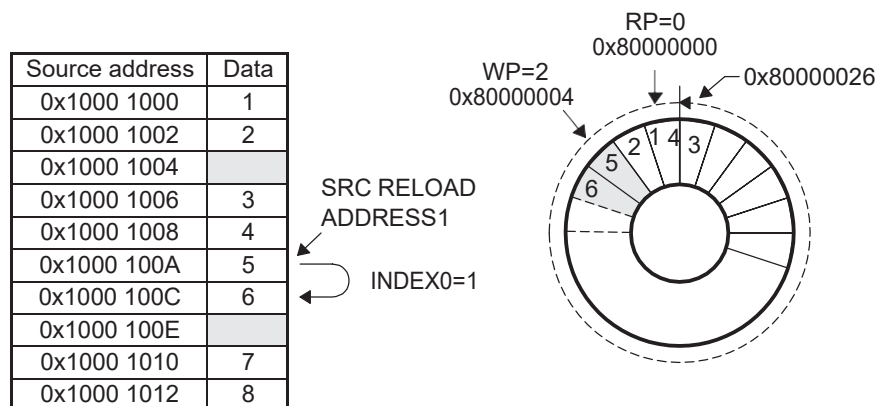 Source address Data
0x1000 1000 1
0x1000 1002 2
0x1000 1004
0x1000 1006 3
0x1000 1008 4
0x1000 100A 5
0x1000 100C 6
0x1000 100E
0x1000 1010 7
0x1000 1012 8
SRC RELOAD
ADDRESS1
INDEX0=1
RP=0
0x80000000
WP=2
0x80000004
0x80000026
6 5 2 1 4 3